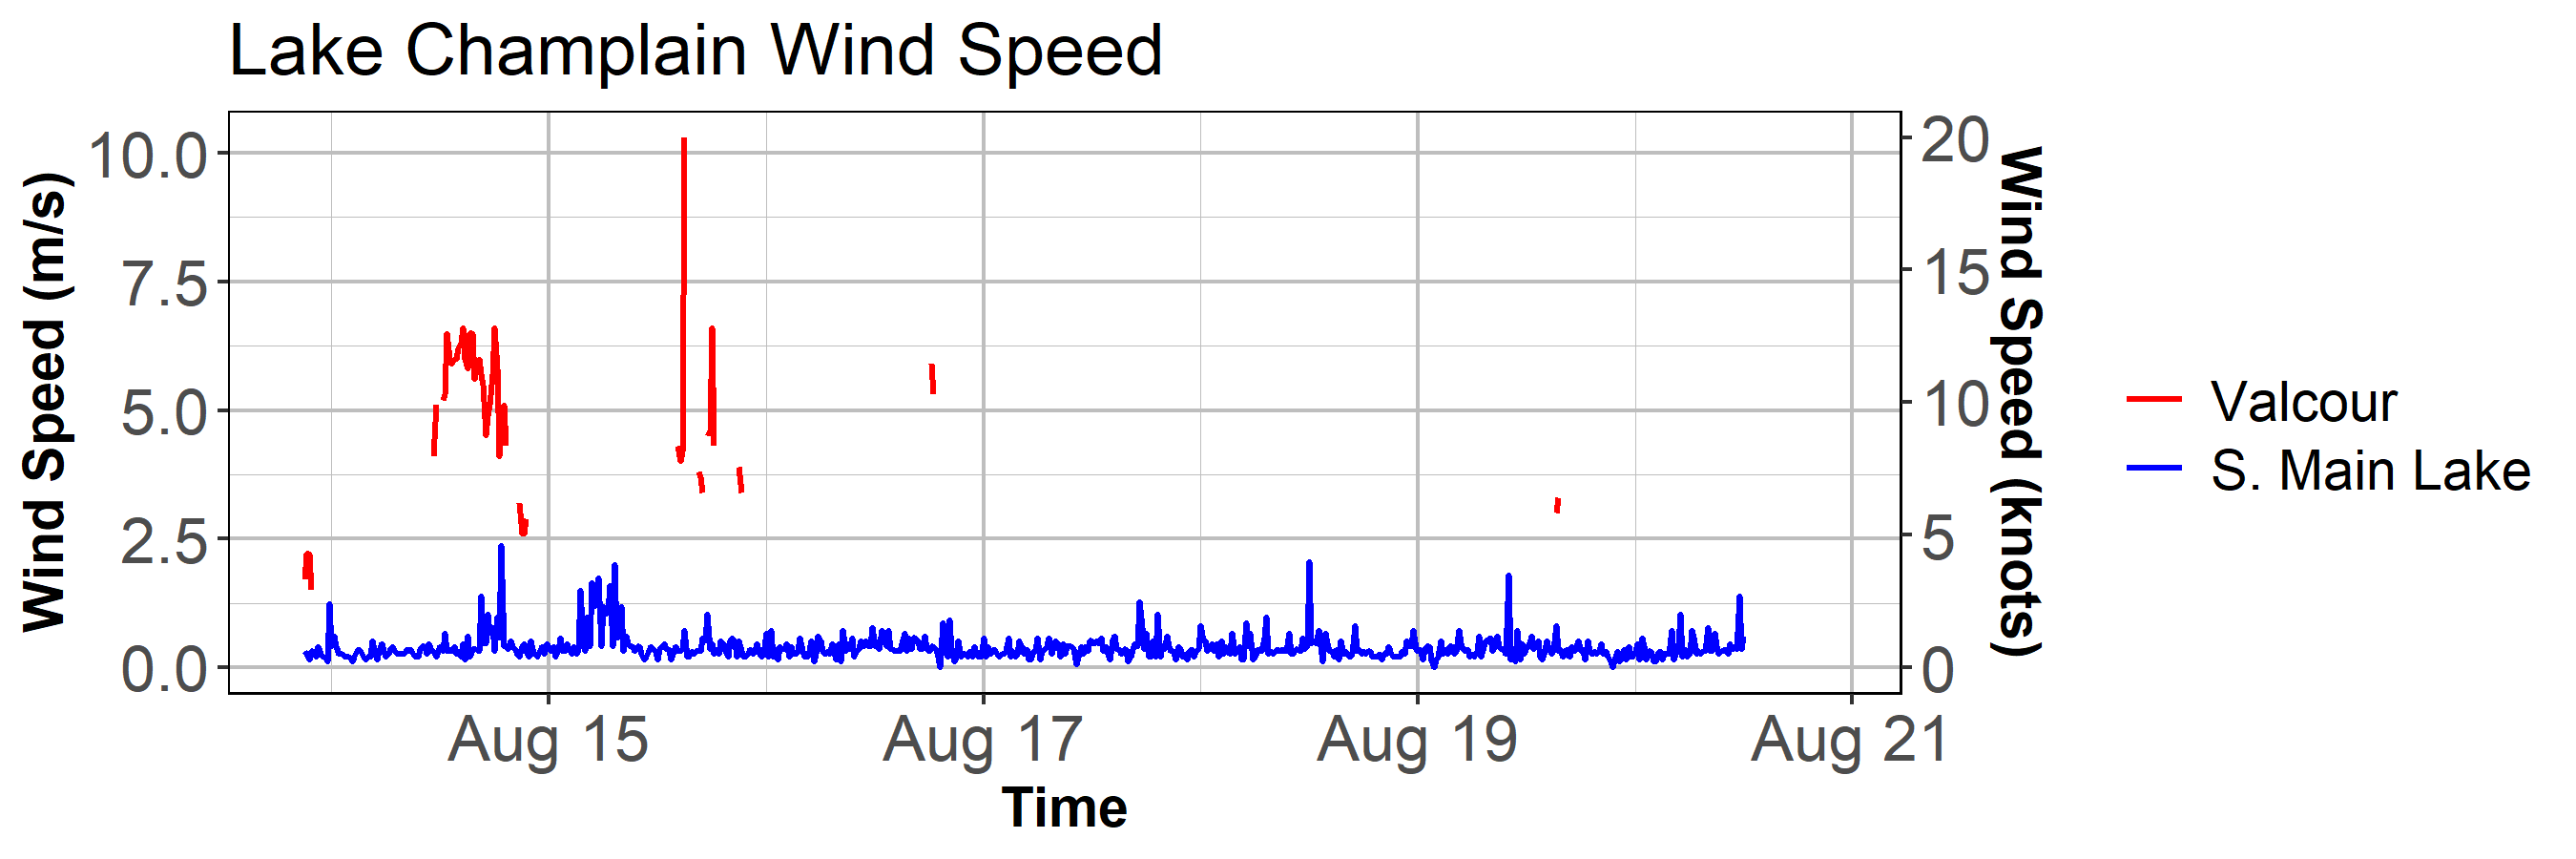 Lake Champlain Wind Speed
Wind Speed (m/s)
10.0
7.5
5.0
2.5
0.0
20
15
10
5
0
Wind Speed (knots)
Aug 15
Aug 17
Aug 19
Aug 21
Time
Valcour
S. Main Lake